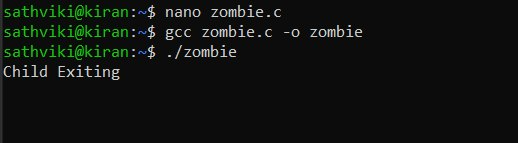 sathviki@kiran:~$ nano zombie.c
sathviki@kiran:~$ gcc zombie.c -o zombie
sathviki@kiran:~$ ./zombie
Child Exiting